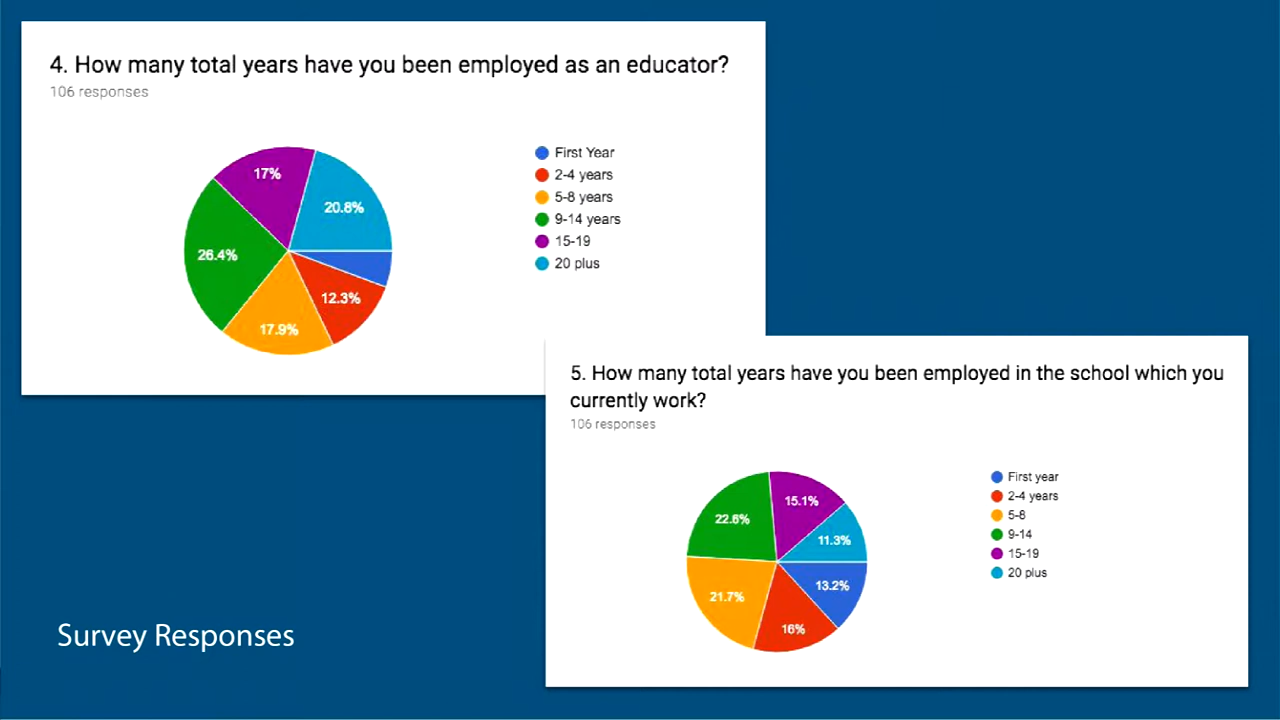 4. How many total years have you been employed as an educator?
106 responses
17%
20.8%
26.4%
12.3%
17.9%
First Year
2-4 years
5-8 years
9-14 years
15-19
20 plus
5. How many total years have you been employed in the school which you
currently work?
106 responses
15.1%
22.6%
11.3%
13.2%
21.7%
16%
First year
2-4 years
5-8
9-14
15-19
20 plus
Survey Responses